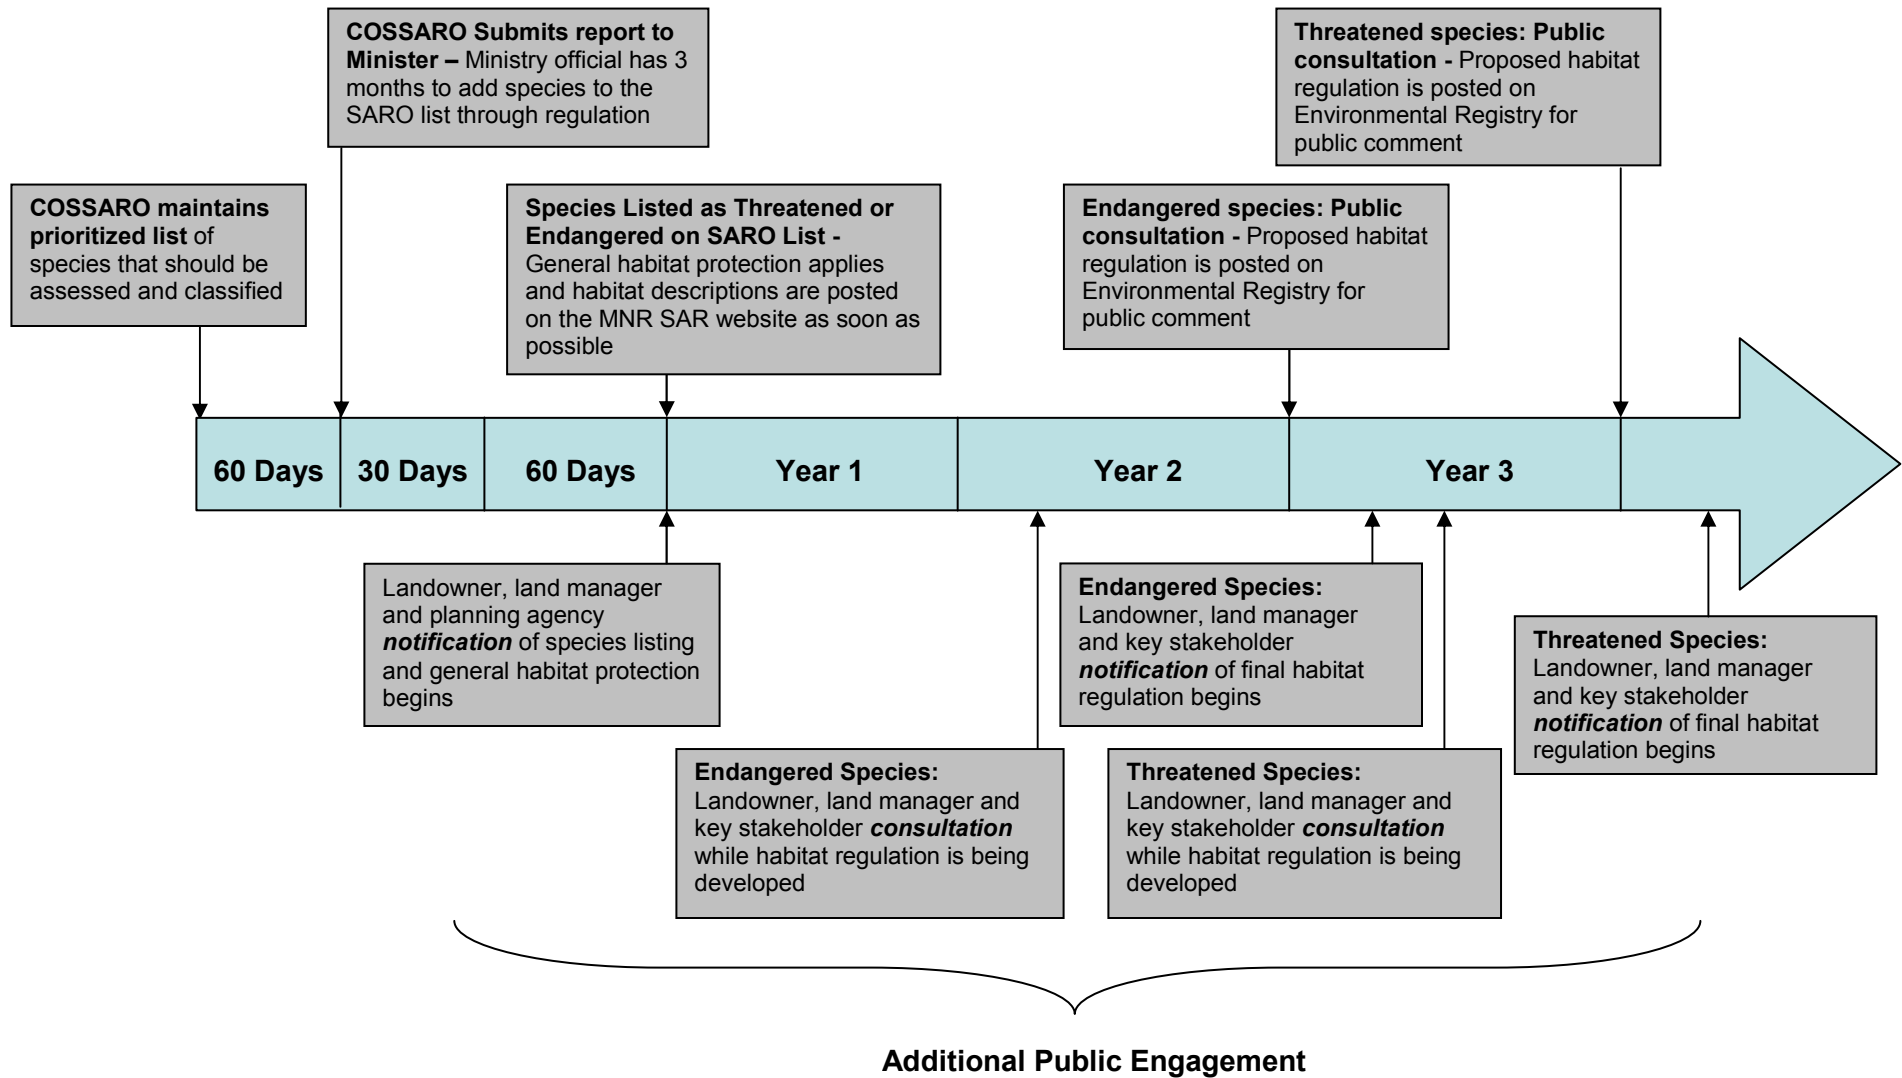 COSSARO Submits report to
Minister – Ministry official has 3
months to add species to the
SARO list through regulation
Threatened species: Public
consultation - Proposed habitat
regulation is posted on
Environmental Registry for
public comment
COSSARO maintains
prioritized list of
species that should be
assessed and classified
Species Listed as Threatened or
Endangered on SARO List -
General habitat protection applies
and habitat descriptions are posted
on the MNR SAR website as soon as
possible
Endangered species: Public
consultation - Proposed habitat
regulation is posted on
Environmental Registry for
public comment
60 Days
30 Days
60 Days
Year 1
Year 2
Year 3
Landowner, land manager
and planning agency
notification of species listing
and general habitat protection
begins
Endangered Species:
Landowner, land manager
and key stakeholder
notification of final habitat
regulation begins
Threatened Species:
Landowner, land manager
and key stakeholder
notification of final habitat
regulation begins
Endangered Species:
Landowner, land manager and
key stakeholder consultation
while habitat regulation is being
developed
Threatened Species:
Landowner, land manager and
key stakeholder consultation
while habitat regulation is being
developed
Additional Public Engagement